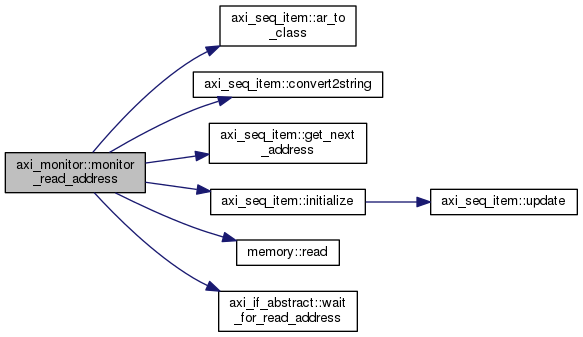 axi_seq_item::ar_to
_class
axi_seq_item::convert2string
axi_seq_item::get_next
_address
axi_monitor::monitor
_read_address
axi_seq_item::initialize
axi_seq_item::update
memory::read
axi_if_abstract::wait
_for_read_address